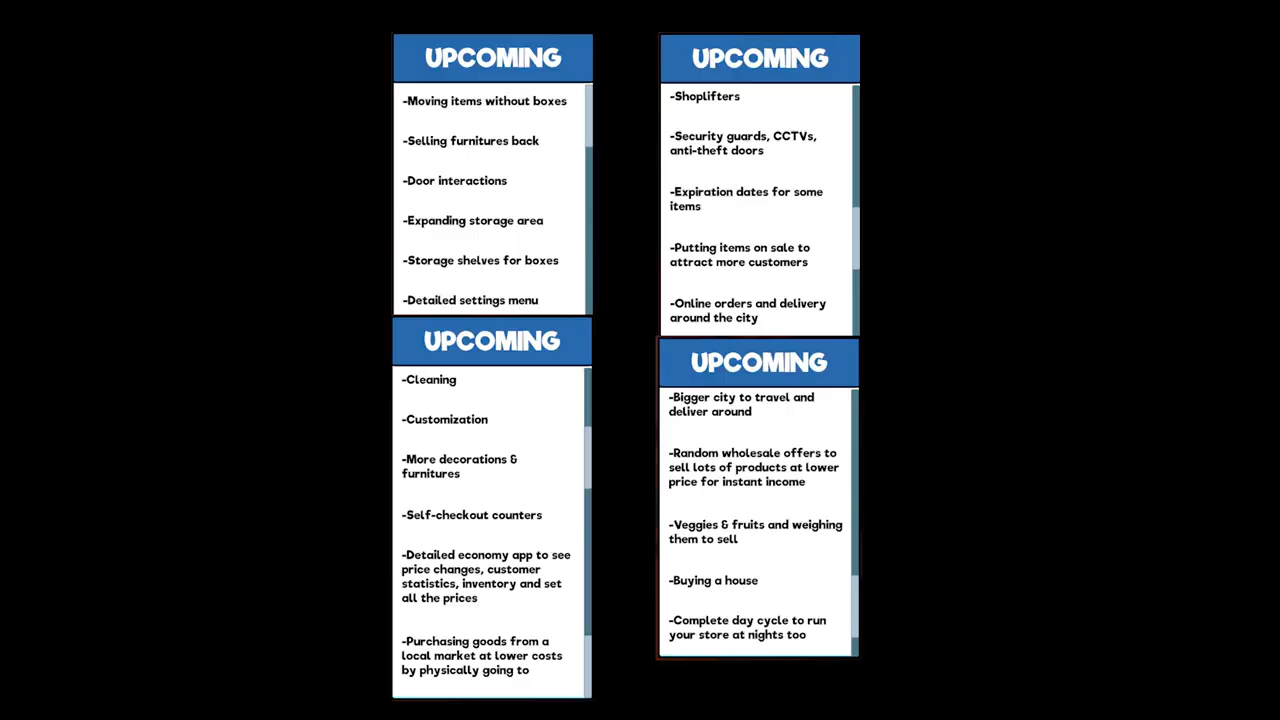 UPCOMING
-Moving items without boxes
-Selling furnitures back
-Door interactions
-Expanding storage area
-Storage shelves for boxes
-Detailed settings menu
UPCOMING
-Cleaning
-Customization
-More decorations &
furnitures
-Self-checkout counters
-Detailed economy app to see
price changes, customer
statistics, inventory and set
all the prices
-Purchasing goods from a
local market at lower costs
by physically going to
UPCOMING
-Shoplifters
-Security guards, CCTVs,
anti-theft doors
-Expiration dates for some
items
-Putting items on sale to
attract more customers
-Online orders and delivery
around the city
UPCOMING
-Bigger city to travel and
deliver around
-Random wholesale offers to
sell lots of products at lower
price for instant income
-Veggies & fruits and weighing
them to sell
-Buying a house
-Complete day cycle to run
your store at nights too